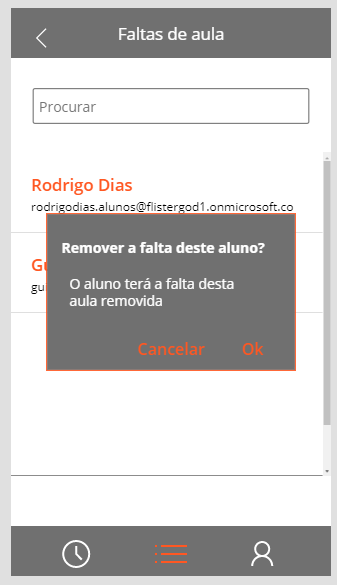 Faltas de aula
Procurar
Rodrigo Dias
rodrigodias.alunos@flistergod1.onmicrosoft.co
Remover a falta deste aluno?
O aluno terá a falta desta
aula removida
Cancelar Ok